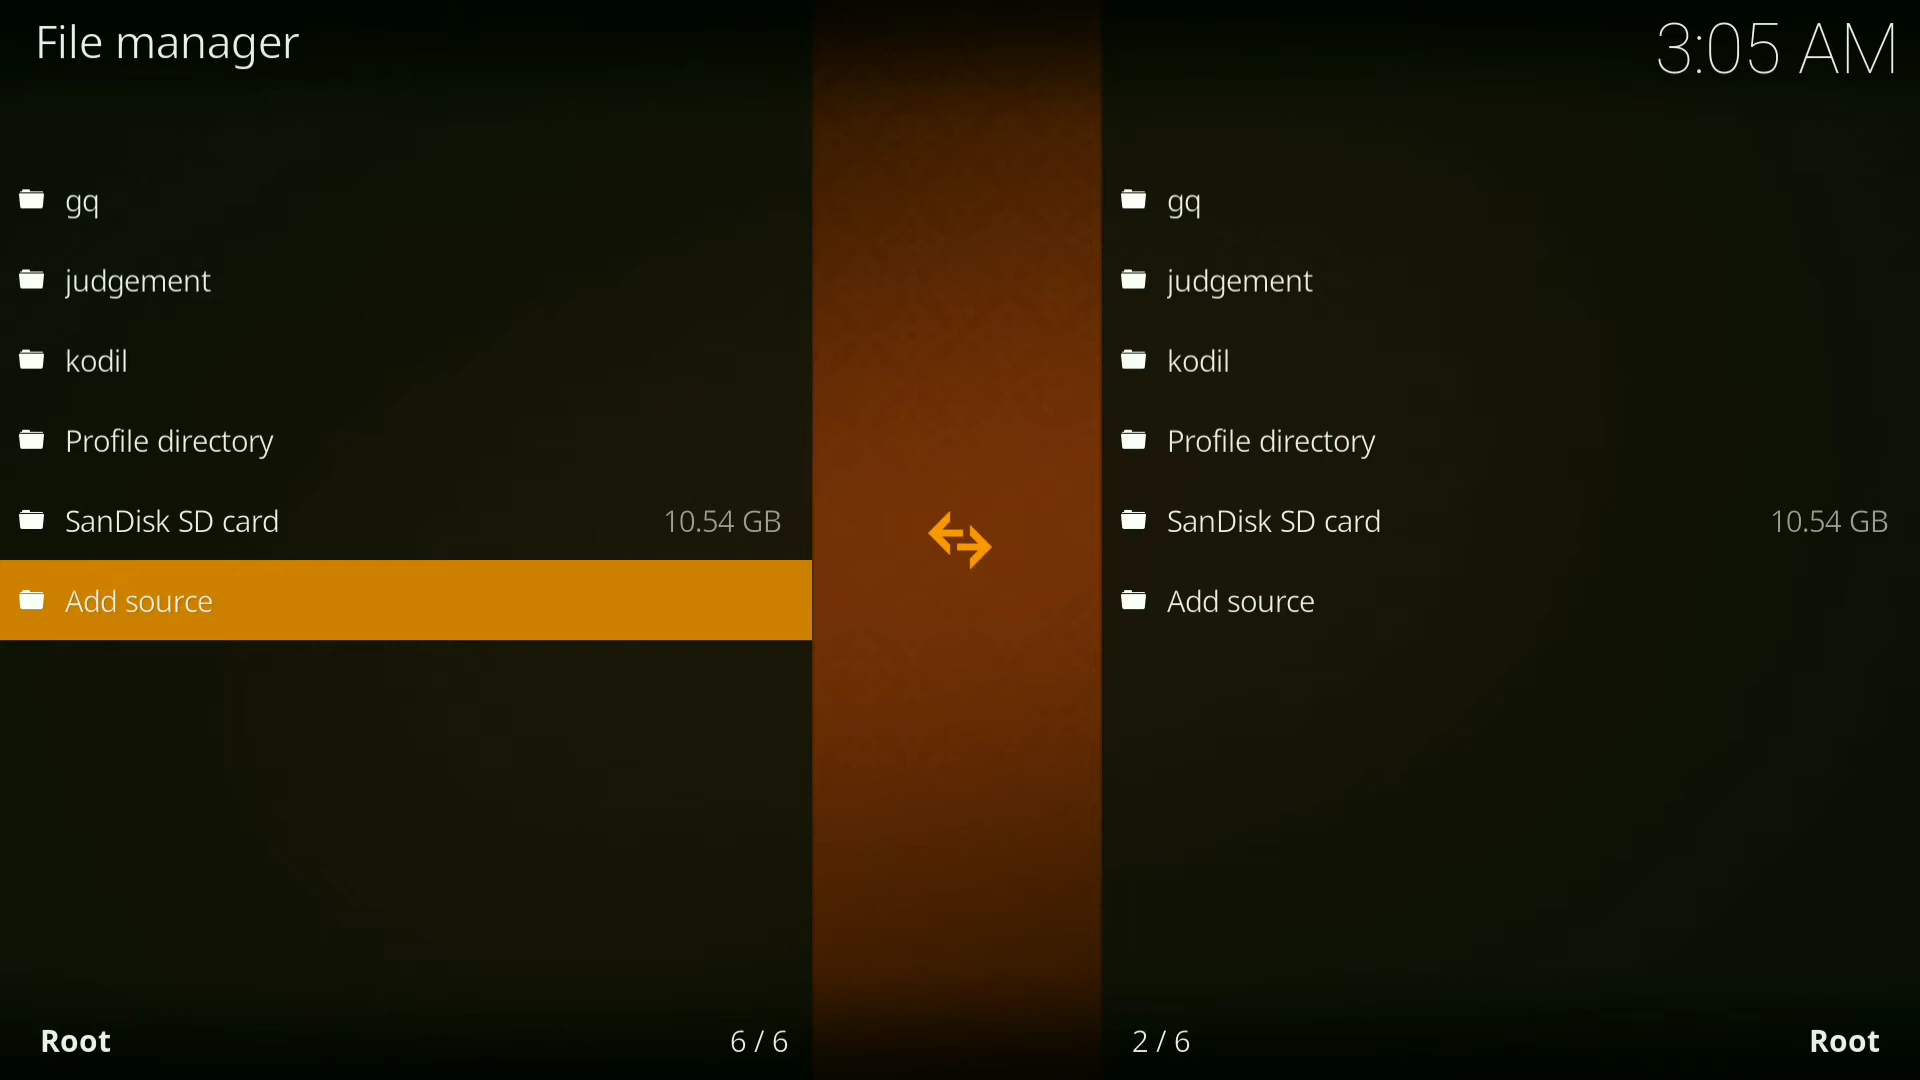 File manager
3:05 AM
gq
judgement
kodil
Profile directory
SanDisk SD card 10.54 GB
Add source
gq
judgement
kodil
Profile directory
SanDisk SD card 10.54 GB
Add source
Root 6 / 6
2 / 6 Root